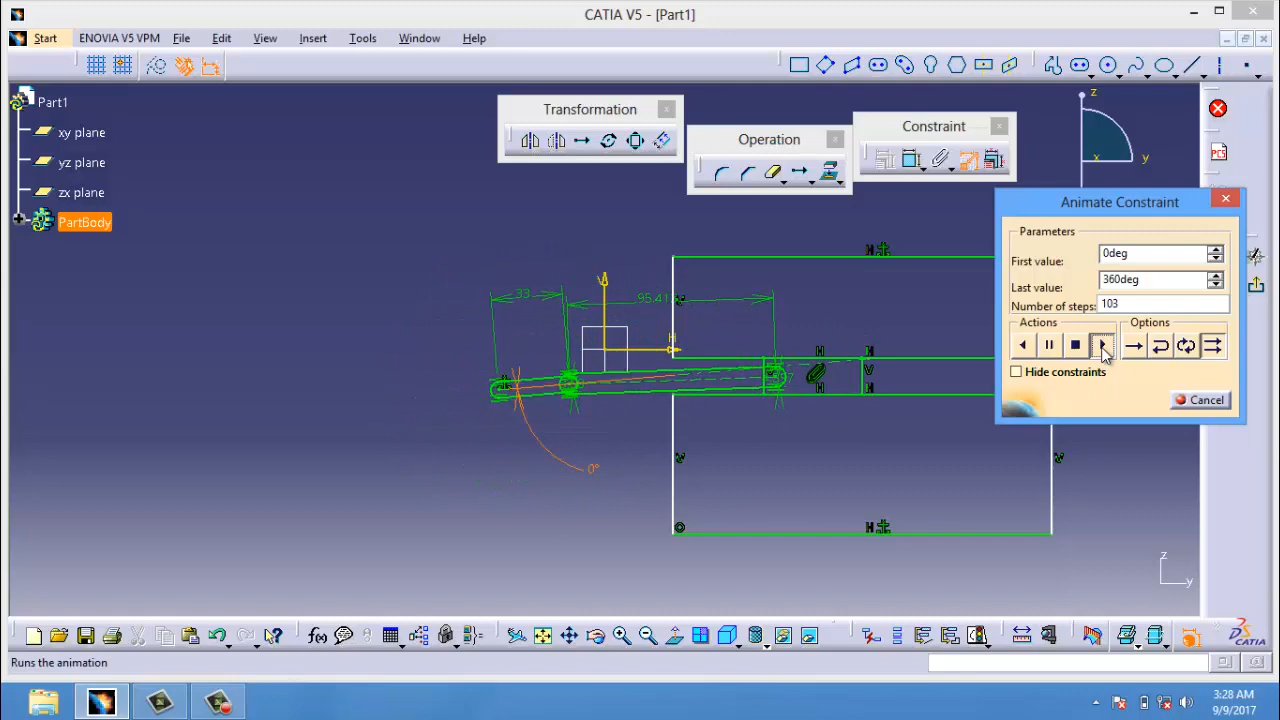 CATIA V5 - [Part1]
Start ENOVIA V5 VPM File Edit View Insert Tools Window Help
Part1
xy plane
yz plane
zx plane
PartBody
Transformation
Operation
Constraint
z
x
y
PCS
Animate Constraint
Parameters
First value: 0deg
Last value: 360deg
Number of steps: 103
Actions Options
Hide constraints
Cancel
33
V
H
0°
H
H
H
V
H
H
V
V
H
z
y
f(x)
CATIA
Runs the animation
3:28 AM
9/9/2017